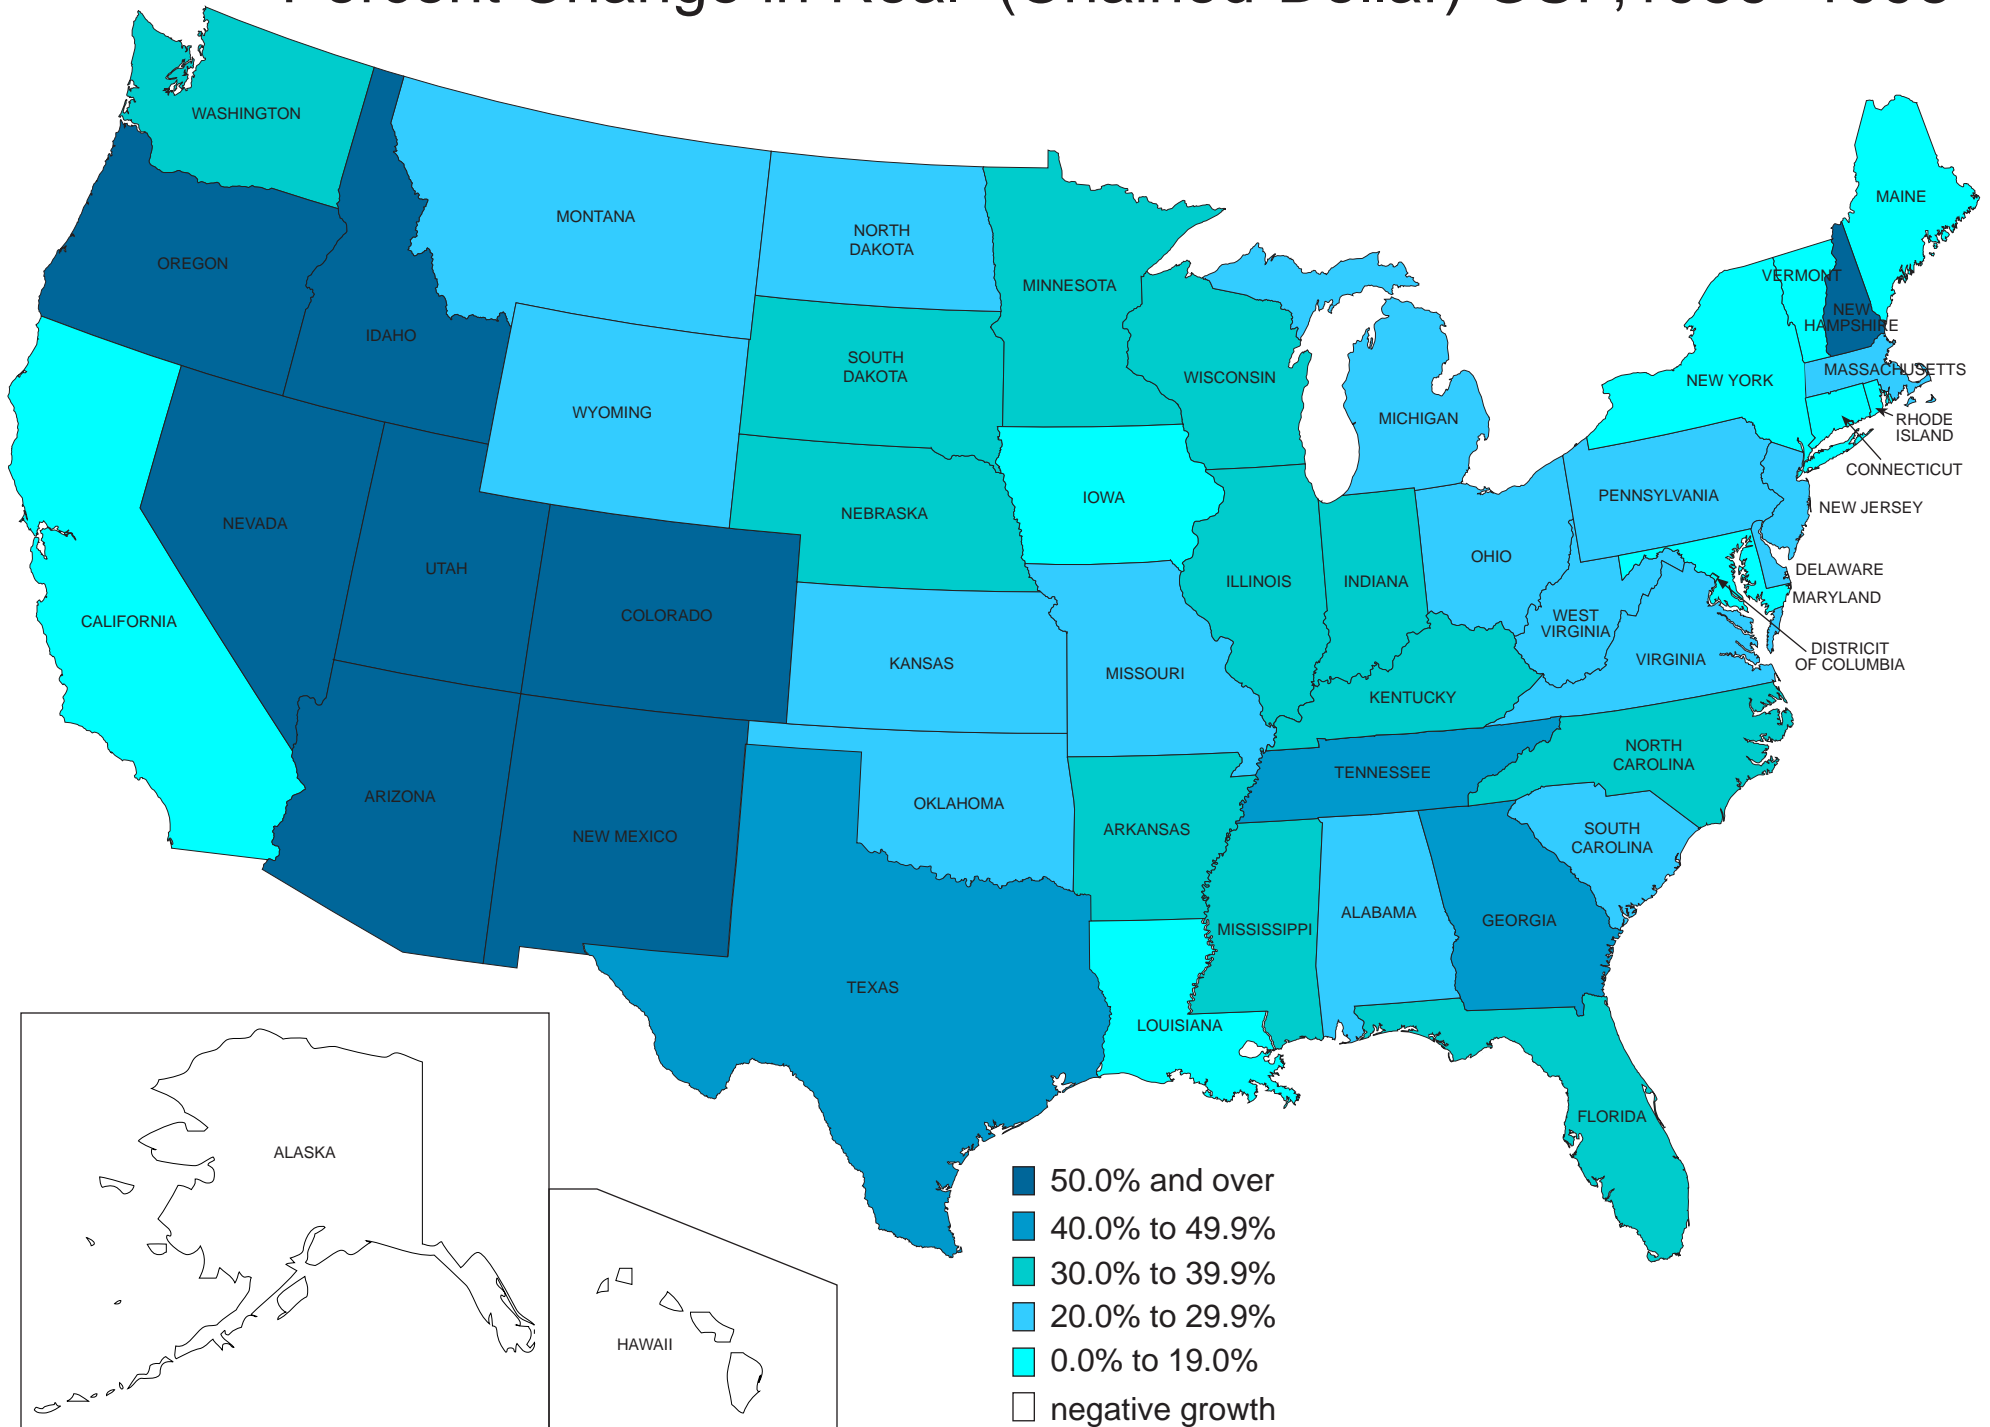 WASHINGTON
MAINE
MONTANA
NORTH
DAKOTA
OREGON
MINNESOTA
VERMONT
NEW
HAMPSHIRE
IDAHO
SOUTH
DAKOTA
WISCONSIN
MASSACHUSETTS
NEW YORK
WYOMING
MICHIGAN
RHODE
ISLAND
CONNECTICUT
IOWA
PENNSYLVANIA
NEW JERSEY
NEBRASKA
NEVADA
OHIO
UTAH
DELAWARE
ILLINOIS
INDIANA
MARYLAND
COLORADO
CALIFORNIA
WEST
VIRGINIA
DISTRICIT
OF COLUMBIA
VIRGINIA
KANSAS
MISSOURI
KENTUCKY
NORTH
CAROLINA
TENNESSEE
ARIZONA
OKLAHOMA
NEW MEXICO
ARKANSAS
SOUTH
CAROLINA
ALABAMA
GEORGIA
MISSISSIPPI
TEXAS
LOUISIANA
FLORIDA
ALASKA
HAWAII
50.0% and over
40.0% to 49.9%
30.0% to 39.9%
20.0% to 29.9%
0.0% to 19.0%
negative growth